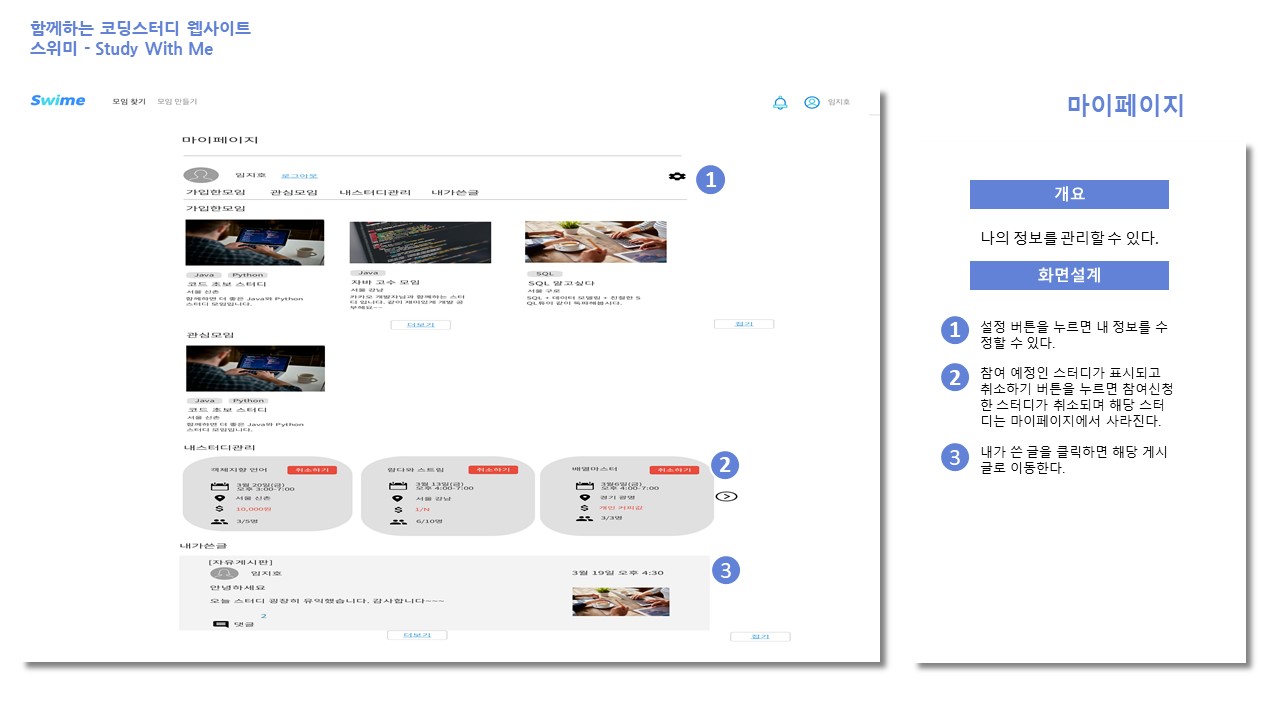 함께하는 코딩스터디 웹사이트
스위미 - Study With Me
Swime
모임 찾기 모임 만들기
임지호
마이페이지
임지호 로그아웃
1
가입한모임 관심모임 내스터디관리 내가쓴글
가입한모임
Java Python
코드 초보 스터디
서울 신촌
함께하면 더 좋은 Java와 Python
스터디 모임입니다.
Java
자바 고수 모임
서울 강남
카카오 개발자님과 함께하는 스터
디 입니다. 같이 재미있게 개발 공
부해요~~
SQL
SQL 알고싶다
서울 구로
SQL + 데이터 모델링 + 친절한 S
QL튜닝 같이 독파해봅시다.
더보기
접기
관심모임
Java Python
코드 초보 스터디
서울 신촌
함께하면 더 좋은 Java와 Python
스터디 모임입니다.
내스터디관리
객체지향 언어 취소하기
3월 20일(금)
오후 3:00-7:00
서울 신촌
10,000원
3/5명
람다와 스트림 취소하기
3월 13일(금)
오후 4:00-7:00
서울 강남
1/N
6/10명
배열마스터 취소하기
3월6일(금)
오후 4:00-7:00
경기 광명
개인 커피값
3/3명
2
내가쓴글
[자유게시판]
임지호
3월 19일 오후 4:30
안녕하세요
오늘 스터디 굉장히 유익했습니다. 감사합니다~~~
2
댓글
3
더보기
접기
마이페이지
개요
나의 정보를 관리할 수 있다.
화면설계
1 설정 버튼을 누르면 내 정보를 수
정할 수 있다.
2 참여 예정인 스터디가 표시되고
취소하기 버튼을 누르면 참여신청
한 스터디가 취소되며 해당 스터
디는 마이페이지에서 사라진다.
3 내가 쓴 글을 클릭하면 해당 게시
글로 이동한다.